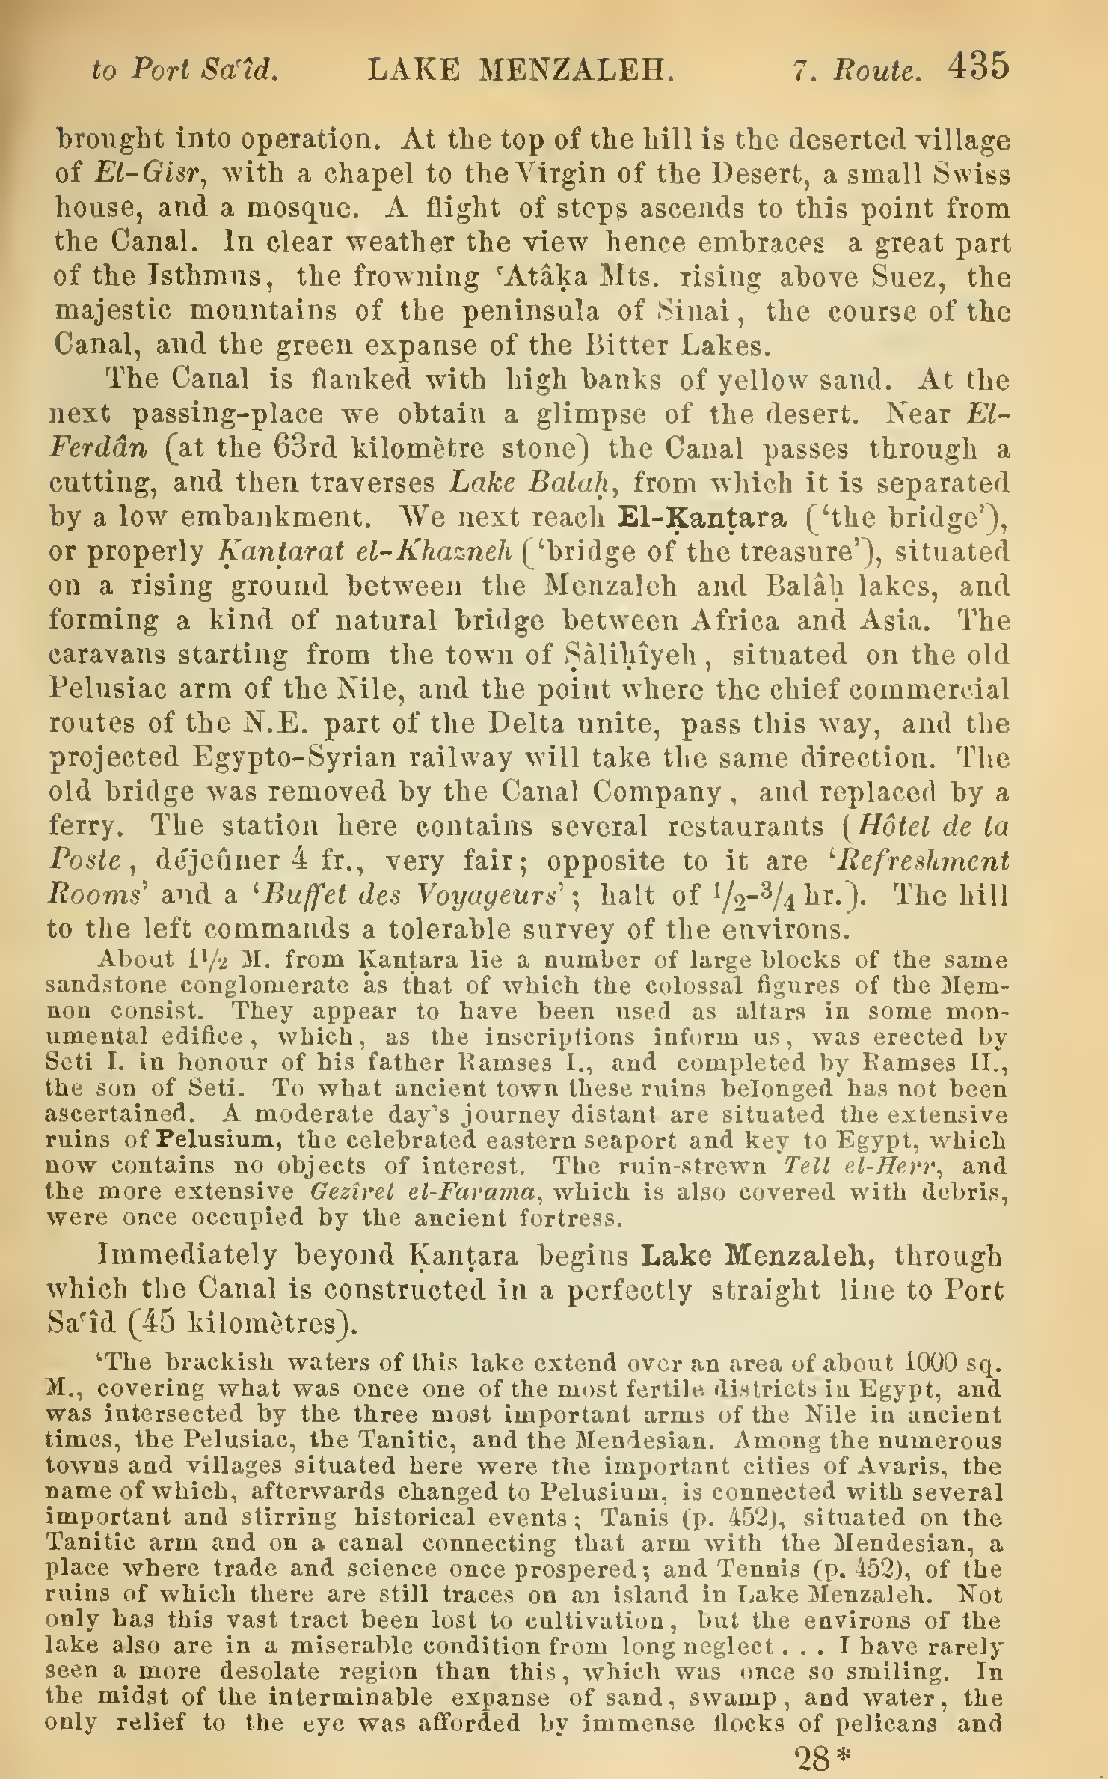 to Port Saʿîd. LAKE MENZALEH. 7. Route. 435
brought into operation. At the top of the hill is the deserted village
of El-Gisr, with a chapel to the Virgin of the Desert, a small Swiss
house, and a mosque. A flight of steps ascends to this point from
the Canal. In clear weather the view hence embraces a great part
of the Isthmus, the frowning ʿAtâḳa Mts. rising above Suez, the
majestic mountains of the peninsula of Sinai, the course of the
Canal, and the green expanse of the Bitter Lakes.
The Canal is flanked with high banks of yellow sand. At the
next passing-place we obtain a glimpse of the desert. Near El-
Ferdân (at the 63rd kilomètre stone) the Canal passes through a
cutting, and then traverses Lake Balaḥ, from which it is separated
by a low embankment. We next reach El-Ḳanṭara (‘the bridge’),
or properly Ḳanṭarat el-Khazneh (‘bridge of the treasure’), situated
on a rising ground between the Menzaleh and Balâḥ lakes, and
forming a kind of natural bridge between Africa and Asia. The
caravans starting from the town of Ṣâliḥîyeh, situated on the old
Pelusiac arm of the Nile, and the point where the chief commercial
routes of the N.E. part of the Delta unite, pass this way, and the
projected Egypto-Syrian railway will take the same direction. The
old bridge was removed by the Canal Company, and replaced by a
ferry. The station here contains several restaurants (Hôtel de la
Poste, déjeûner 4 fr., very fair; opposite to it are ‘Refreshment
Rooms’ and a ‘Buffet des Voyageurs’; halt of 1/2-3/4 hr.). The hill
to the left commands a tolerable survey of the environs.
About 1 1/2 M. from Ḳanṭara lie a number of large blocks of the same
sandstone conglomerate as that of which the colossal figures of the Mem-
non consist. They appear to have been used as altars in some mon-
umental edifice, which, as the inscriptions inform us, was erected by
Seti I. in honour of his father Ramses I., and completed by Ramses II.,
the son of Seti. To what ancient town these ruins belonged has not been
ascertained. A moderate day's journey distant are situated the extensive
ruins of Pelusium, the celebrated eastern seaport and key to Egypt, which
now contains no objects of interest. The ruin-strewn Tell el-Herr, and
the more extensive Gezîret el-Farama, which is also covered with debris,
were once occupied by the ancient fortress.
Immediately beyond Ḳanṭara begins Lake Menzaleh, through
which the Canal is constructed in a perfectly straight line to Port
Saʿîd (45 kilomètres).
‘The brackish waters of this lake extend over an area of about 1000 sq.
M., covering what was once one of the most fertile districts in Egypt, and
was intersected by the three most important arms of the Nile in ancient
times, the Pelusiac, the Tanitic, and the Mendesian. Among the numerous
towns and villages situated here were the important cities of Avaris, the
name of which, afterwards changed to Pelusium, is connected with several
important and stirring historical events; Tanis (p. 452), situated on the
Tanitic arm and on a canal connecting that arm with the Mendesian, a
place where trade and science once prospered; and Tennis (p. 452), of the
ruins of which there are still traces on an island in Lake Menzaleh. Not
only has this vast tract been lost to cultivation, but the environs of the
lake also are in a miserable condition from long neglect... I have rarely
seen a more desolate region than this, which was once so smiling. In
the midst of the interminable expanse of sand, swamp, and water, the
only relief to the eye was afforded by immense flocks of pelicans and
28*